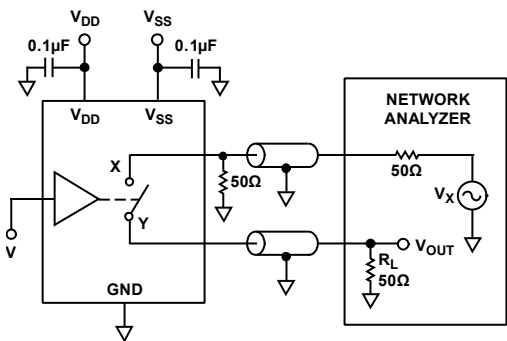 VDD VSS
0.1µF 0.1µF
VDD VSS
NETWORK
ANALYZER
X
50Ω 50Ω
VX
Y
V
VOUT
RL
50Ω
GND